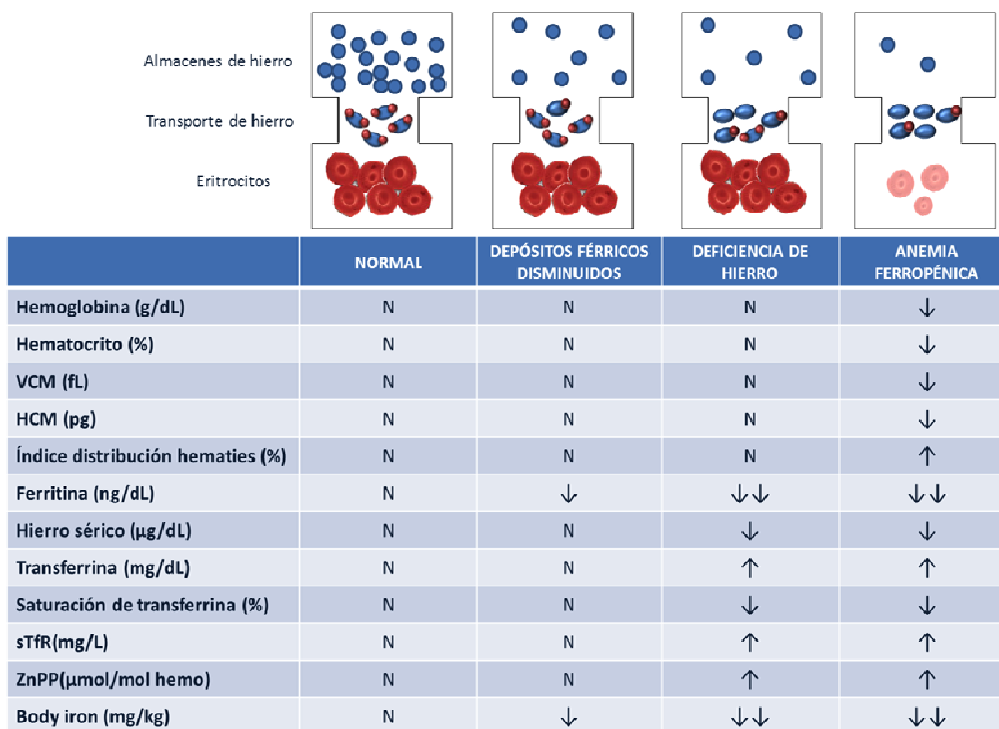 Almacenes de hierro
Transporte de hierro
Eritrocitos
NORMAL
DEPÓSITOS FÉRRICOS
DISMINUIDOS
DEFICIENCIA DE
HIERRO
ANEMIA
FERROPÉNICA
Hemoglobina (g/dL) N N N ↓
Hematocrito (%) N N N ↓
VCM (fL) N N N ↓
HCM (pg) N N N ↓
Índice distribución hematies (%) N N N ↑
Ferritina (ng/dL) N ↓ ↓↓ ↓↓
Hierro sérico (µg/dL) N N ↓ ↓
Transferrina (mg/dL) N N ↑ ↑
Saturación de transferrina (%) N N ↓ ↓
sTfR(mg/L) N N ↑ ↑
ZnPP(µmol/mol hemo) N N ↑ ↑
Body iron (mg/kg) N ↓ ↓↓ ↓↓